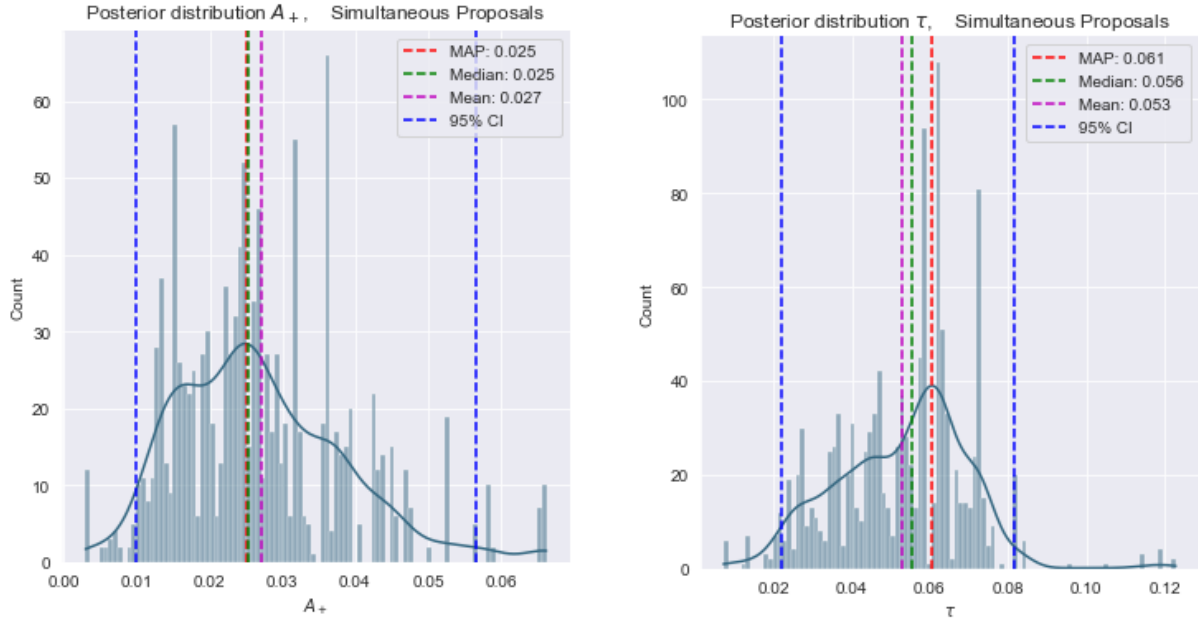 Posterior distribution A₊, Simultaneous Proposals
MAP: 0.025
Median: 0.025
Mean: 0.027
95% CI
60
50
40
30
20
10
0
Count
0.00 0.01 0.02 0.03 0.04 0.05 0.06
A₊
Posterior distribution τ, Simultaneous Proposals
MAP: 0.061
Median: 0.056
Mean: 0.053
95% CI
100
80
60
40
20
0
Count
0.02 0.04 0.06 0.08 0.10 0.12
τ